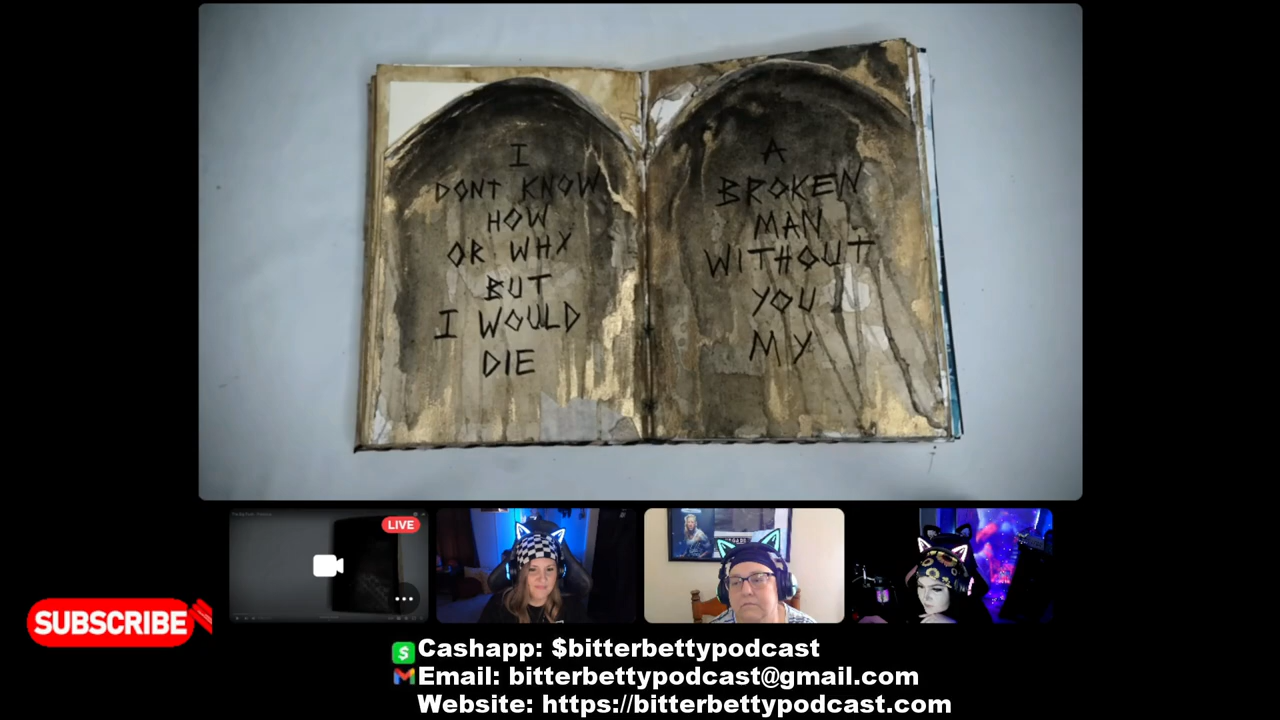 I
DONT KNOW
HOW
OR WHY
BUT
I WOULD
DIE
A
BROKEN
MAN
WITHOUT
YOU
MY
LIVE
SUBSCRIBE
Cashapp: $bitterbettypodcast
Email: bitterbettypodcast@gmail.com
Website: https://bitterbettypodcast.com